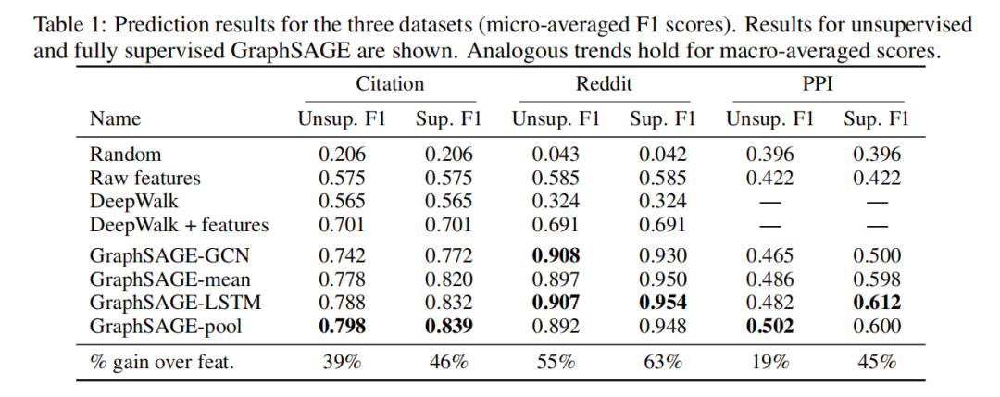 Table 1: Prediction results for the three datasets (micro-averaged F1 scores). Results for unsupervised
and fully supervised GraphSAGE are shown. Analogous trends hold for macro-averaged scores.
Citation Reddit PPI
Name Unsup. F1 Sup. F1 Unsup. F1 Sup. F1 Unsup. F1 Sup. F1
Random 0.206 0.206 0.043 0.042 0.396 0.396
Raw features 0.575 0.575 0.585 0.585 0.422 0.422
DeepWalk 0.565 0.565 0.324 0.324 — —
DeepWalk + features 0.701 0.701 0.691 0.691 — —
GraphSAGE-GCN 0.742 0.772 0.908 0.930 0.465 0.500
GraphSAGE-mean 0.778 0.820 0.897 0.950 0.486 0.598
GraphSAGE-LSTM 0.788 0.832 0.907 0.954 0.482 0.612
GraphSAGE-pool 0.798 0.839 0.892 0.948 0.502 0.600
% gain over feat. 39% 46% 55% 63% 19% 45%